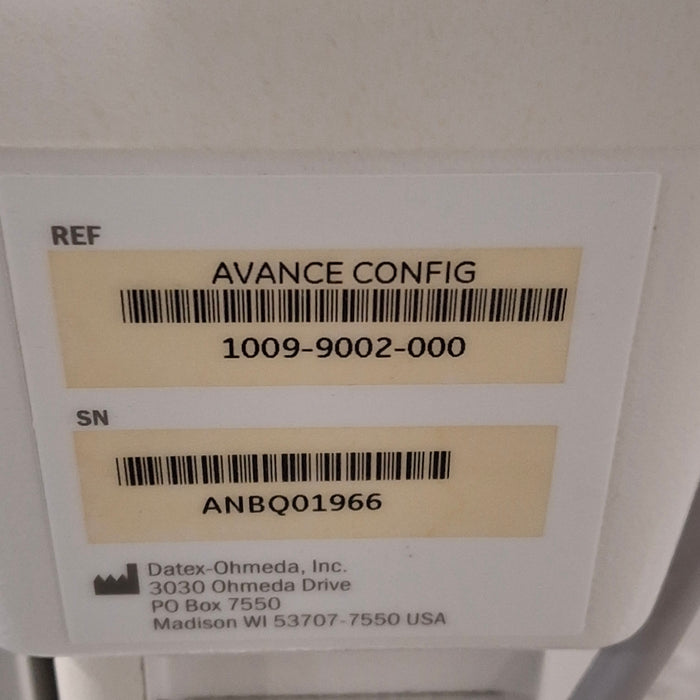 REF
AVANCE CONFIG
1009-9002-000
SN
ANBQ01966
Datex-Ohmeda, Inc.
3030 Ohmeda Drive
PO Box 7550
Madison WI 53707-7550 USA